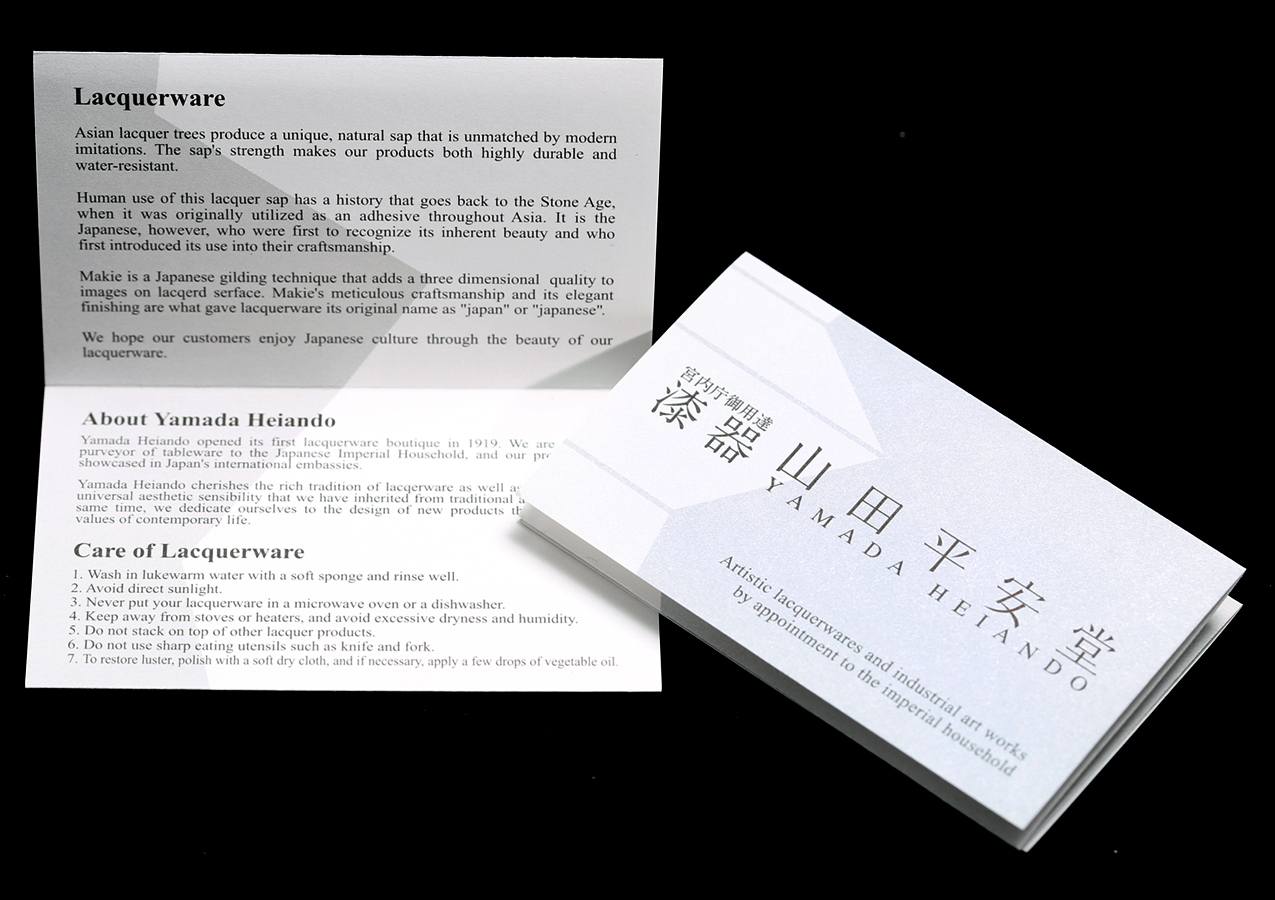 Lacquerware
Asian lacquer trees produce a unique, natural sap that is unmatched by modern
imitations. The sap's strength makes our products both highly durable and
water-resistant.
Human use of this lacquer sap has a history that goes back to the Stone Age,
when it was originally utilized as an adhesive throughout Asia. It is the
Japanese, however, who were first to recognize its inherent beauty and who
first introduced its use into their craftsmanship.
Makie is a Japanese gilding technique that adds a three dimensional quality to
images on lacqerd serface. Makie's meticulous craftsmanship and its elegant
finishing are what gave lacquerware its original name as "japan" or "japanese".
We hope our customers enjoy Japanese culture through the beauty of our
lacquerware.
About Yamada Heiando
Yamada Heiando opened its first lacquerware boutique in 1919. We are
purveyor of tableware to the Japanese Imperial Household, and our
showcased in Japan's international embassies.
Yamada Heiando cherishes the rich tradition of lacqerware as well
universal aesthetic sensibility that we have inherited from traditional
same time, we dedicate ourselves to the design of new products
values of contemporary life.
Care of Lacquerware
1. Wash in lukewarm water with a soft sponge and rinse well.
2. Avoid direct sunlight.
3. Never put your lacquerware in a microwave oven or a dishwasher.
4. Keep away from stoves or heaters, and avoid excessive dryness and humidity.
5. Do not stack on top of other lacquer products.
6. Do not use sharp eating utensils such as knife and fork.
7. To restore luster, polish with a soft dry cloth, and if necessary, apply a few drops of vegetable oil.
宮内庁御用達
漆器 山田平安堂
YAMADA HEIANDO
Artistic lacquerwares and industrial art works
by appointment to the imperial household